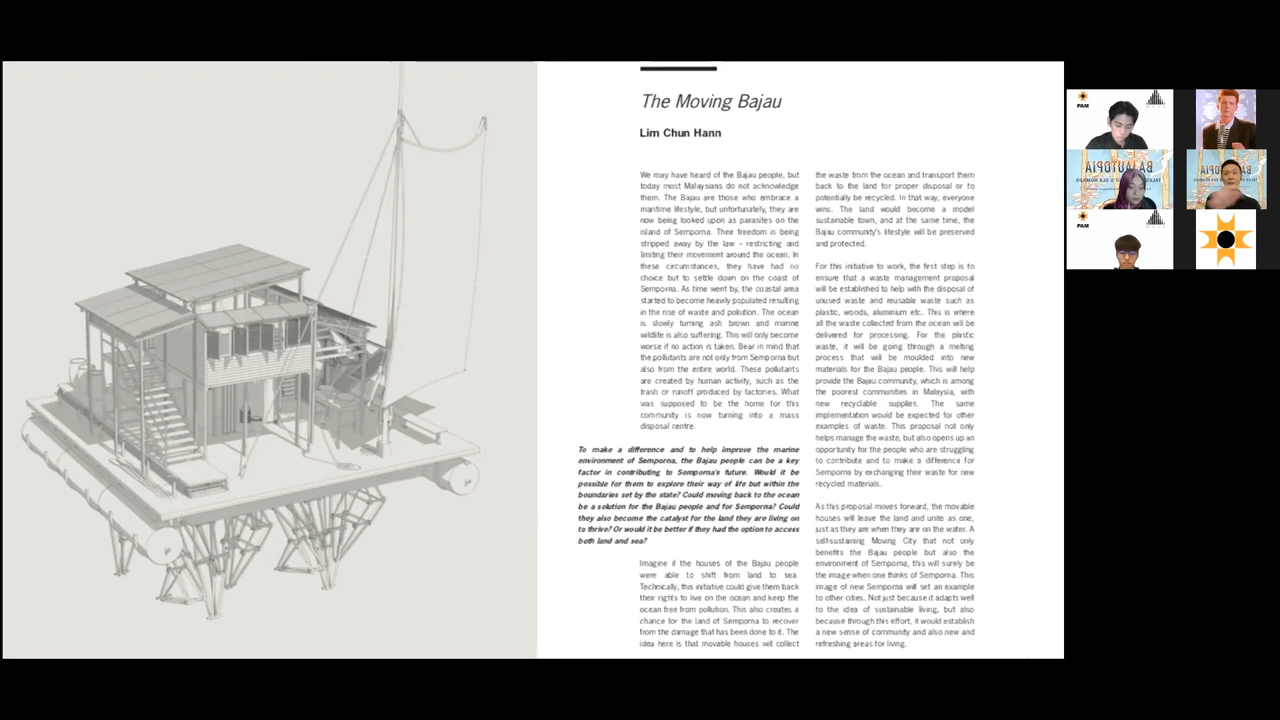 The Moving Bajau
Lim Chun Hann
We may have heard of the Bajau people, but
today most Malaysians do not acknowledge
them. The Bajau are those who embrace a
maritime lifestyle, but unfortunately, they are
now being looked upon as parasites on the
island of Semporna. Their freedom is being
stripped away by the law – restricting and
limiting their movement around the ocean. In
these circumstances, they have had no
choice but to settle down on the coast of
Semporna. As time went by, the coastal area
started to become heavily populated resulting
in the rise of waste and pollution. The ocean
is slowly turning ash brown and marine
wildlife is also suffering. This will only become
worse if no action is taken. Bear in mind that
the pollutants are not only from Semporna but
also from the entire world. These pollutants
are created by human activity, such as the
trash or runoff produced by factories. What
was supposed to be the home for this
community is now turning into a mass
disposal centre.
To make a difference and to help improve the marine
environment of Semporna, the Bajau people can be a key
factor in contributing to Semporna's future. Would it be
possible for them to explore their way of life but within the
boundaries set by the state? Could moving back to the ocean
be a solution for the Bajau people and for Semporna? Could
they also become the catalyst for the land they are living on
to thrive? Or would it be better if they had the option to access
both land and sea?
Imagine if the houses of the Bajau people
were able to shift from land to sea.
Technically, this initiative could give them back
their rights to live on the ocean and keep the
ocean free from pollution. This also creates a
chance for the land of Semporna to recover
from the damage that has been done to it. The
idea here is that movable houses will collect
the waste from the ocean and transport them
back to the land for proper disposal or to
potentially be recycled. In that way, everyone
wins. The land would become a model
sustainable town, and at the same time, the
Bajau community's lifestyle will be preserved
and protected.
For this initiative to work, the first step is to
ensure that a waste management proposal
will be established to help with the disposal of
unused waste and reusable waste such as
plastic, woods, aluminium etc. This is where
all the waste collected from the ocean will be
delivered for processing. For the plastic
waste, it will be going through a melting
process that will be moulded into new
materials for the Bajau people. This will help
provide the Bajau community, which is among
the poorest communities in Malaysia, with
new recyclable supplies. The same
implementation would be expected for other
examples of waste. This proposal not only
helps manage the waste, but also opens up an
opportunity for the people who are struggling
to contribute and to make a difference for
Semporna by exchanging their waste for new
recycled materials.
As this proposal moves forward, the movable
houses will leave the land and unite as one,
just as they are when they are on the water. A
self-sustaining Moving City that not only
benefits the Bajau people but also the
environment of Semporna, this will surely be
the image when one thinks of Semporna. This
image of new Semporna will set an example
to other cities. Not just because it adapts well
to the idea of sustainable living, but also
because through this effort, it would establish
a new sense of community and also new and
refreshing areas for living.
PAM
BAJAUTOPIA
PAM